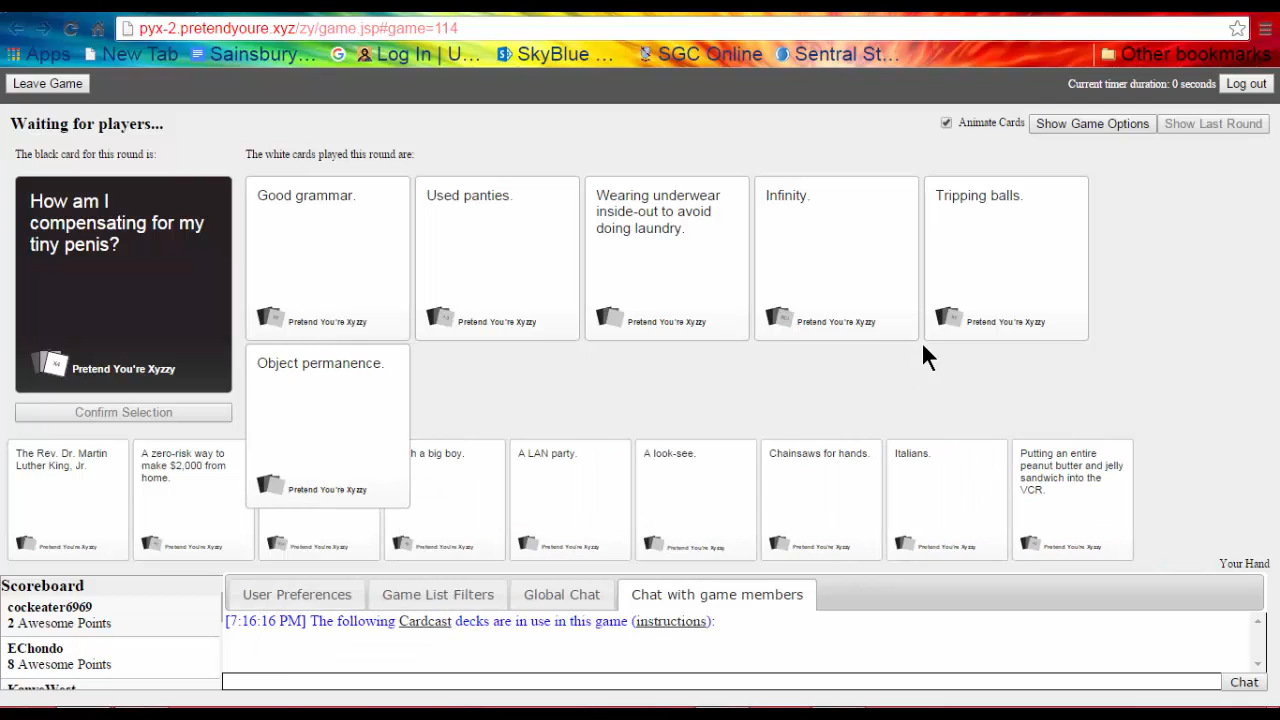 pyx-2.pretendyoure.xyz/zy/game.jsp#game=114
Apps New Tab Sainsbury... Log In | U... SkyBlue ... SGC Online Sentral St... Other bookmarks
Leave Game Current timer duration: 0 seconds Log out
Waiting for players... Animate Cards Show Game Options Show Last Round
The black card for this round is: The white cards played this round are:
How am I
compensating for my
tiny penis?
Pretend You're Xyzzy
Confirm Selection
Good grammar.
Pretend You're Xyzzy
Used panties.
Pretend You're Xyzzy
Wearing underwear
inside-out to avoid
doing laundry.
Pretend You're Xyzzy
Infinity.
Pretend You're Xyzzy
Tripping balls.
Pretend You're Xyzzy
Object permanence.
Pretend You're Xyzzy
The Rev. Dr. Martin
Luther King, Jr.
Pretend You're Xyzzy
A zero-risk way to
make $2,000 from
home.
Pretend You're Xyzzy
Pretend You're Xyzzy
h a big boy.
Pretend You're Xyzzy
A LAN party.
Pretend You're Xyzzy
A look-see.
Pretend You're Xyzzy
Chainsaws for hands.
Pretend You're Xyzzy
Italians.
Pretend You're Xyzzy
Putting an entire
peanut butter and jelly
sandwich into the
VCR.
Pretend You're Xyzzy
Your Hand
Scoreboard
cockeater6969
2 Awesome Points
EChondo
8 Awesome Points
KanyeWest
User Preferences Game List Filters Global Chat Chat with game members
[7:16:16 PM] The following Cardcast decks are in use in this game (instructions):
Chat